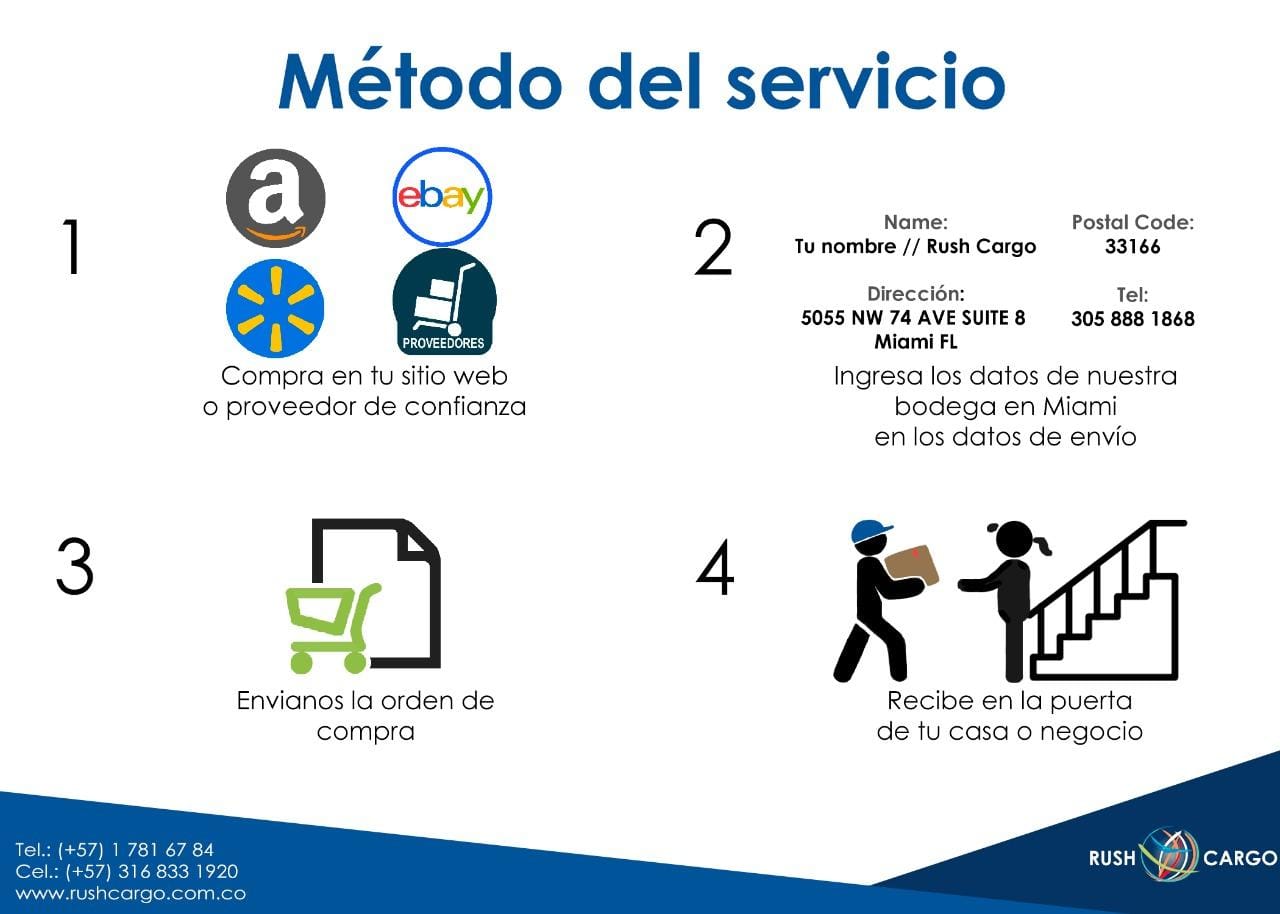 Método del servicio
1
a
ebay
PROVEEDORES
Compra en tu sitio web
o proveedor de confianza
2
Name:
Tu nombre // Rush Cargo
Postal Code:
33166
Dirección:
5055 NW 74 AVE SUITE 8
Miami FL
Tel:
305 888 1868
Ingresa los datos de nuestra
bodega en Miami
en los datos de envío
3
Envianos la orden de
compra
4
Recibe en la puerta
de tu casa o negocio
Tel.: (+57) 1 781 67 84
Cel.: (+57) 316 833 1920
www.rushcargo.com.co
RUSH CARGO